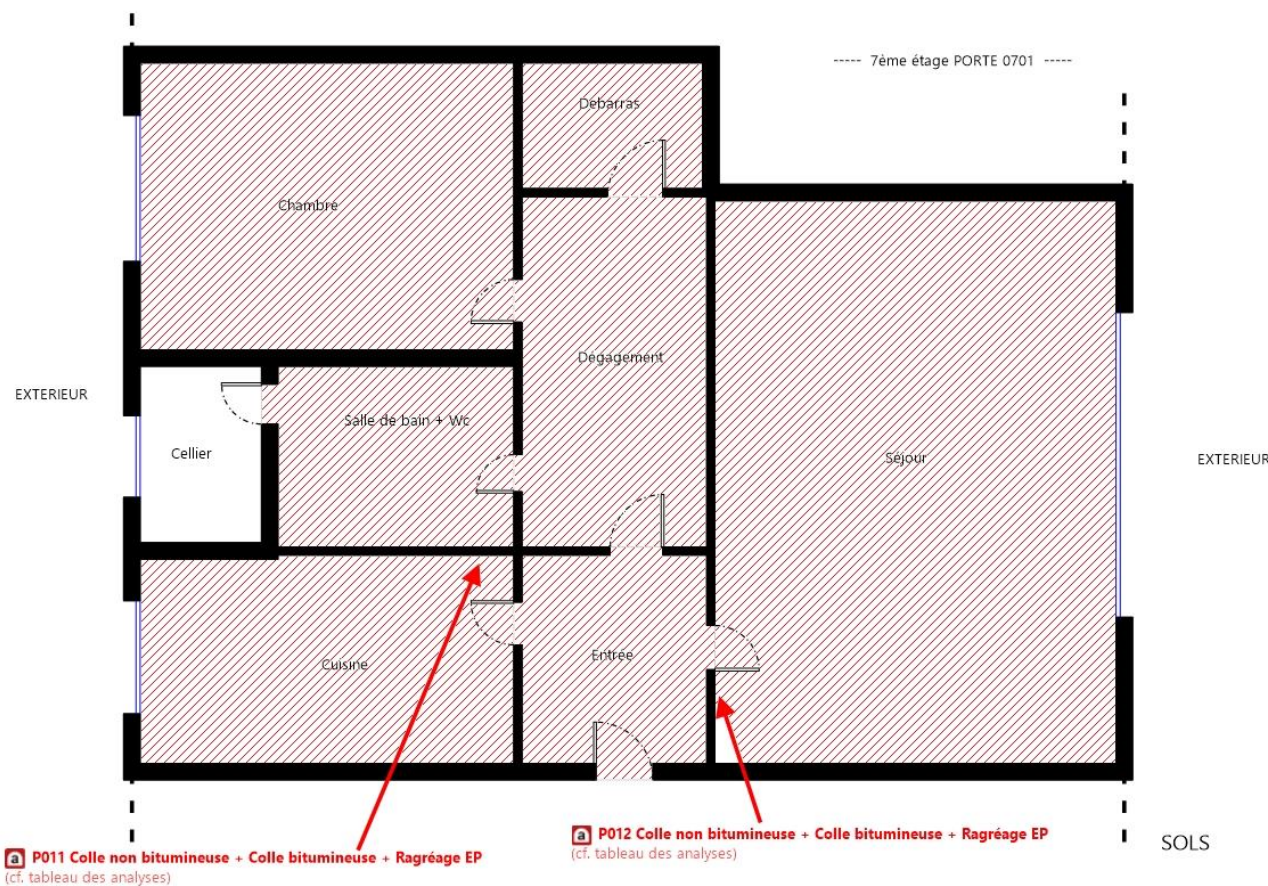 ----- 7ème étage PORTE 0701 -----
Débarras
Chambre
Dégagement
EXTERIEUR
Salle de bain + Wc
Cellier
Séjour
EXTERIEUR
Cuisine
Entrée
a P011 Colle non bitumineuse + Colle bitumineuse + Ragréage EP
(cf. tableau des analyses)
a P012 Colle non bitumineuse + Colle bitumineuse + Ragréage EP
(cf. tableau des analyses)
SOLS